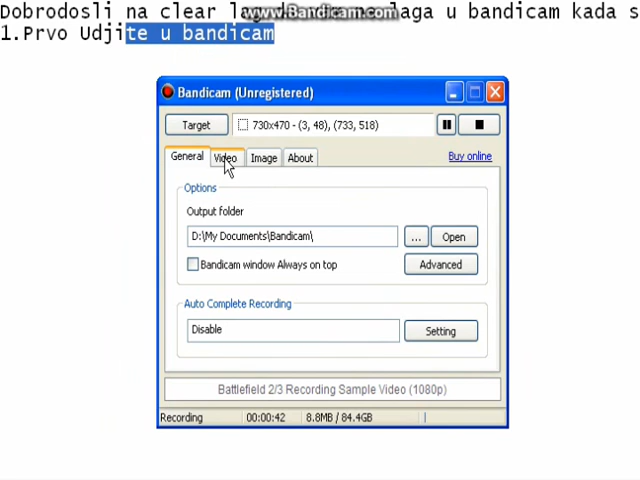 Dobrodosli na clear lag u bandicam kada s
www.Bandicam.com
1.Prvo Udjite u bandicam
Bandicam (Unregistered)
Target
730x470 - (3, 48), (733, 518)
General Video Image About
Buy online
Options
Output folder
D:\My Documents\Bandicam\
... Open
Bandicam window Always on top
Advanced
Auto Complete Recording
Disable
Setting
Battlefield 2/3 Recording Sample Video (1080p)
Recording 00:00:42 8.8MB / 84.4GB